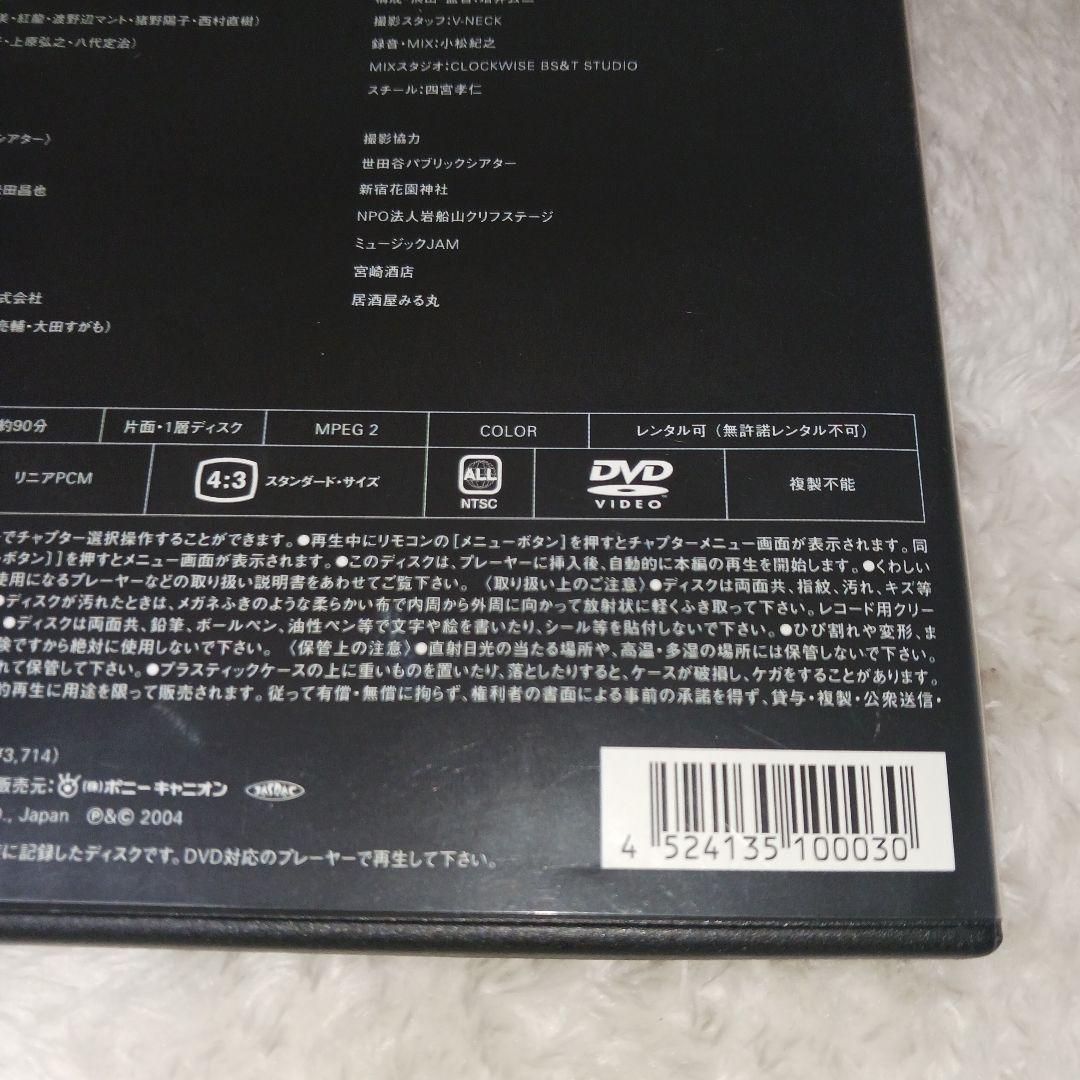 美・紅龍・渡野辺マント・猪野陽子・西村直樹〉
・上原弘之・八代定治〉
シアター〉
田昌也
式会社
亮輔・大田すがも〉
撮影スタッフ：V-NECK
録音・MIX：小松紀之
MIXスタジオ：CLOCKWISE BS&T STUDIO
スチール：四宮孝仁
撮影協力
世田谷パブリックシアター
新宿花園神社
NPO法人岩船山クリフステージ
ミュージックJAM
宮崎酒店
居酒屋みる丸
約90分 片面・1層ディスク MPEG 2 COLOR レンタル可（無許諾レンタル不可）
リニアPCM 4:3 スタンダード・サイズ ALL NTSC DVD VIDEO 複製不能
でチャプター選択操作することができます。●再生中にリモコンの［メニューボタン］を押すとチャプターメニュー画面が表示されます。同
ボタン］］を押すとメニュー画面が表示されます。●このディスクは、プレーヤーに挿入後、自動的に本編の再生を開始します。●くわしい
使用になるプレーヤーなどの取り扱い説明書をあわせてご覧下さい。〈取り扱い上のご注意〉●ディスクは両面共、指紋、汚れ、キズ等
●ディスクが汚れたときは、メガネふきのような柔らかい布で内周から外周に向かって放射状に軽くふき取って下さい。レコード用クリー
●ディスクは両面共、鉛筆、ボールペン、油性ペン等で文字や絵を書いたり、シール等を貼付しないで下さい。●ひび割れや変形、ま
険ですから絶対に使用しないで下さい。〈保管上の注意〉●直射日光の当たる場所や、高温・多湿の場所には保管しないで下さい。
れて保管して下さい。●プラスティックケースの上に重いものを置いたり、落としたりすると、ケースが破損し、ケガをすることがあります。
的再生に用途を限って販売されます。従って有償・無償に拘らず、権利者の書面による事前の承諾を得ず、貸与・複製・公衆送信・
¥3,714）
販売元：(株)ポニーキャニオン JASRAC
., Japan ℗&© 2004
に記録したディスクです。DVD対応のプレーヤーで再生して下さい。
4 524135 100030